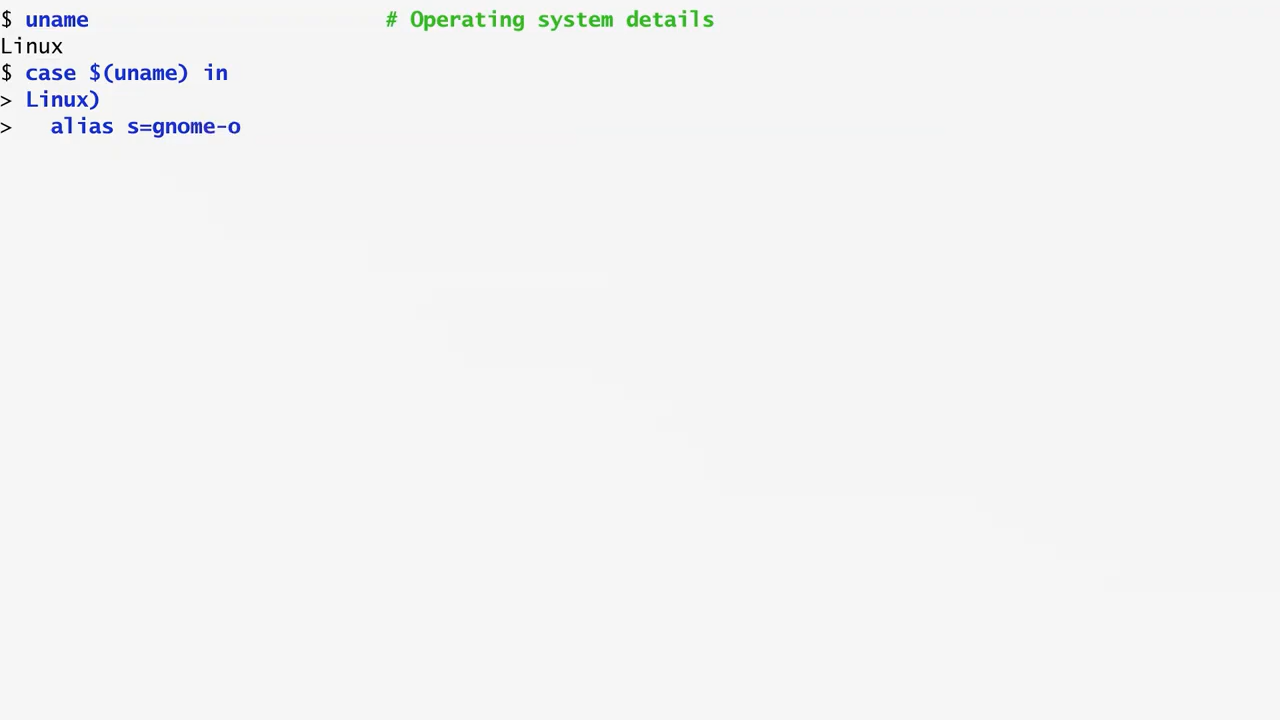 $ uname # Operating system details
Linux
$ case $(uname) in
> Linux)
> alias s=gnome-o